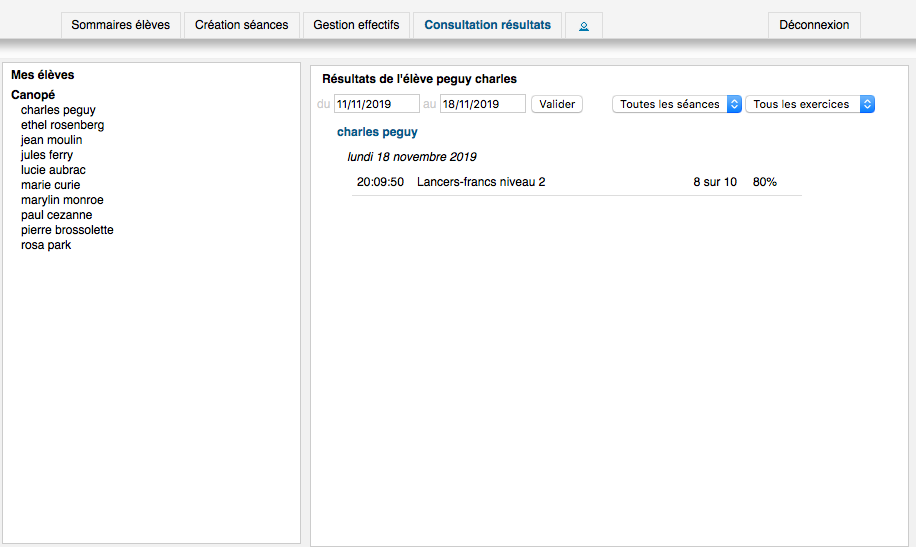 Sommaires élèves Création séances Gestion effectifs Consultation résultats Déconnexion
Mes élèves
Canopé
charles peguy
ethel rosenberg
jean moulin
jules ferry
lucie aubrac
marie curie
marylin monroe
paul cezanne
pierre brossolette
rosa park
Résultats de l'élève peguy charles
du 11/11/2019 au 18/11/2019 Valider Toutes les séances Tous les exercices
charles peguy
lundi 18 novembre 2019
20:09:50 Lancers-francs niveau 2 8 sur 10 80%